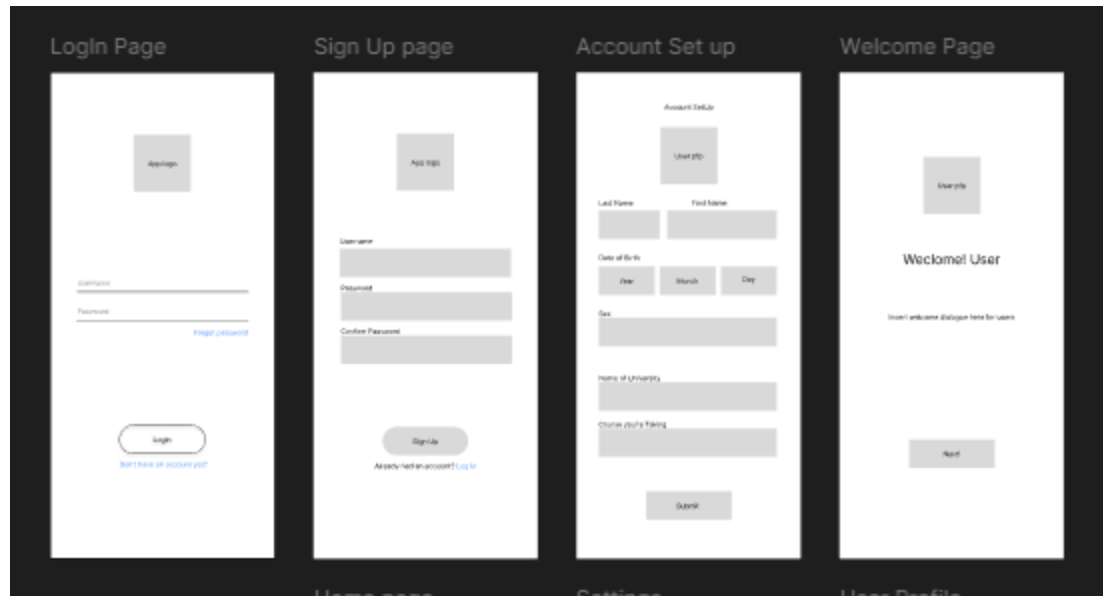 LogIn Page
Sign Up page
Account Set up
Welcome Page
App logo
Username
Password
Forgot password
Login
Don't have an account yet?
App logo
Username
Password
Confirm Password
Sign Up
Already had an account? Log In
Account SetUp
User pfp
Last Name
First Name
Date of Birth
Year
Month
Day
Sex
Name of University
Course you're Taking
Submit
User pfp
Weclome! User
Insert welcome dialogue here for users
Next!
Home page
Settings
User Profile